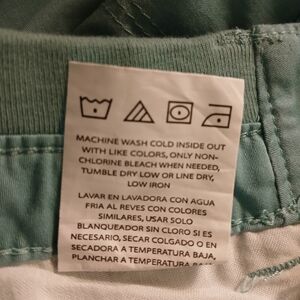 MACHINE WASH COLD INSIDE OUT
WITH LIKE COLORS, ONLY NON-
CHLORINE BLEACH WHEN NEEDED,
TUMBLE DRY LOW OR LINE DRY,
LOW IRON
LAVAR EN LAVADORA CON AGUA
FRIA AL REVES CON COLORES
SIMILARES, USAR SOLO
BLANQUEADOR SIN CLORO SI ES
NECESARIO, SECAR COLGADO O EN
SECADORA A TEMPERATURA BAJA,
PLANCHAR A TEMPERATURA BAJA